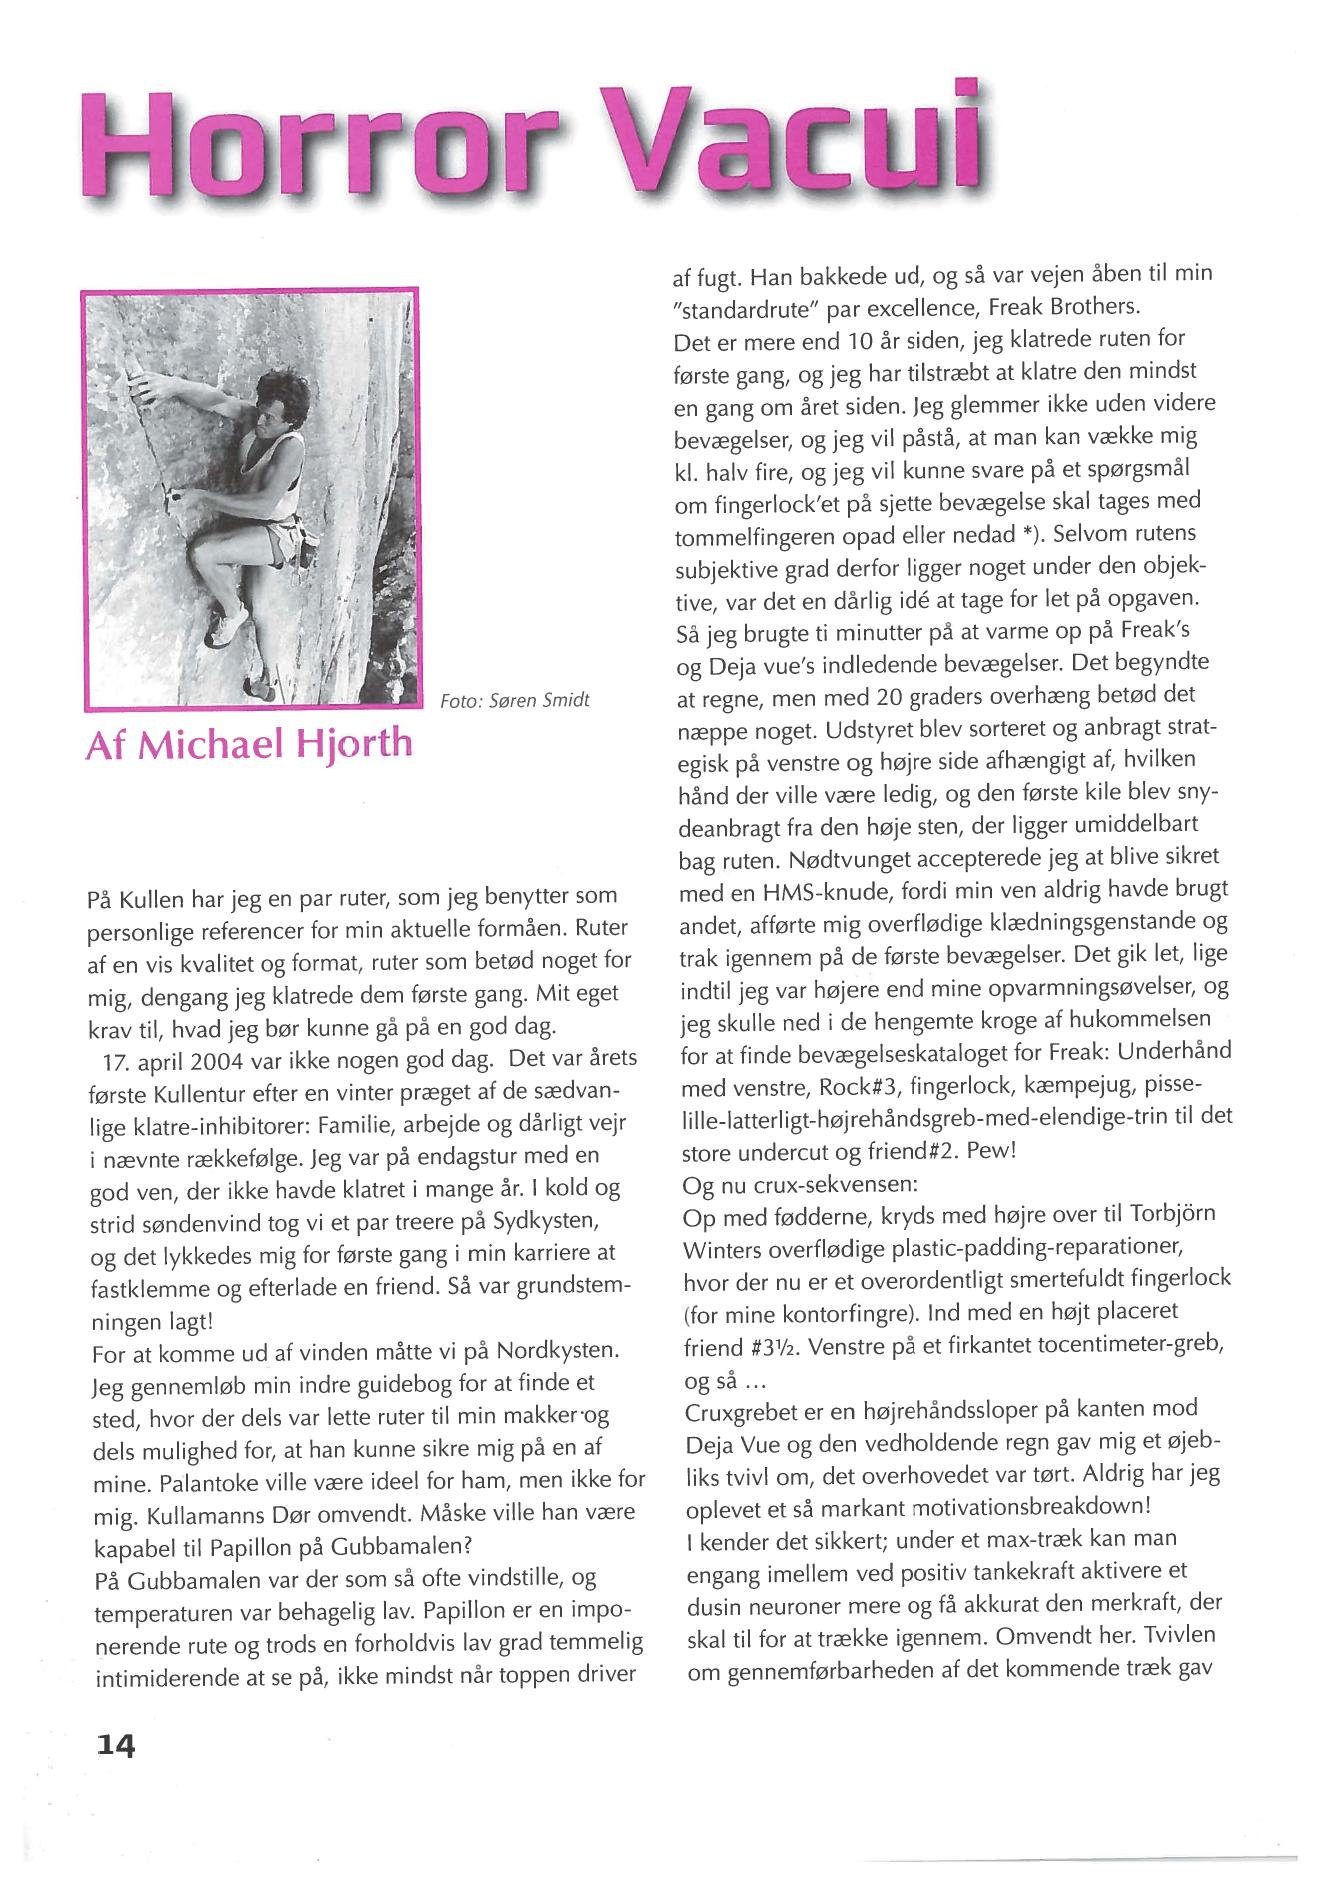 Horror Vacui
Foto: Søren Smidt
Af Michael Hjorth
På Kullen har jeg en par ruter, som jeg benytter som
personlige referencer for min aktuelle formåen. Ruter
af en vis kvalitet og format, ruter som betød noget for
mig, dengang jeg klatrede dem første gang. Mit eget
krav til, hvad jeg bør kunne gå på en god dag.
17. april 2004 var ikke nogen god dag. Det var årets
første Kullentur efter en vinter præget af de sædvan-
lige klatre-inhibitorer: Familie, arbejde og dårligt vejr
i nævnte rækkefølge. Jeg var på endagstur med en
god ven, der ikke havde klatret i mange år. I kold og
strid søndenvind tog vi et par treere på Sydkysten,
og det lykkedes mig for første gang i min karriere at
fastklemme og efterlade en friend. Så var grundstem-
ningen lagt!
For at komme ud af vinden måtte vi på Nordkysten.
Jeg gennemløb min indre guidebog for at finde et
sted, hvor der dels var lette ruter til min makker og
dels mulighed for, at han kunne sikre mig på en af
mine. Palantoke ville være ideel for ham, men ikke for
mig. Kullamanns Dør omvendt. Måske ville han være
kapabel til Papillon på Gubbamalen?
På Gubbamalen var der som så ofte vindstille, og
temperaturen var behagelig lav. Papillon er en impo-
nerende rute og trods en forholdvis lav grad temmelig
intimiderende at se på, ikke mindst når toppen driver
af fugt. Han bakkede ud, og så var vejen åben til min
"standardrute" par excellence, Freak Brothers.
Det er mere end 10 år siden, jeg klatrede ruten for
første gang, og jeg har tilstræbt at klatre den mindst
en gang om året siden. Jeg glemmer ikke uden videre
bevægelser, og jeg vil påstå, at man kan vække mig
kl. halv fire, og jeg vil kunne svare på et spørgsmål
om fingerlock'et på sjette bevægelse skal tages med
tommelfingeren opad eller nedad *). Selvom rutens
subjektive grad derfor ligger noget under den objek-
tive, var det en dårlig idé at tage for let på opgaven.
Så jeg brugte ti minutter på at varme op på Freak's
og Deja vue's indledende bevægelser. Det begyndte
at regne, men med 20 graders overhæng betød det
næppe noget. Udstyret blev sorteret og anbragt strat-
egisk på venstre og højre side afhængigt af, hvilken
hånd der ville være ledig, og den første kile blev sny-
deanbragt fra den høje sten, der ligger umiddelbart
bag ruten. Nødtvunget accepterede jeg at blive sikret
med en HMS-knude, fordi min ven aldrig havde brugt
andet, afførte mig overflødige klædningsgenstande og
trak igennem på de første bevægelser. Det gik let, lige
indtil jeg var højere end mine opvarmningsøvelser, og
jeg skulle ned i de hengemte kroge af hukommelsen
for at finde bevægelseskataloget for Freak: Underhånd
med venstre, Rock#3, fingerlock, kæmpejug, pisse-
lille-latterligt-højrehåndsgreb-med-elendige-trin til det
store undercut og friend#2. Pew!
Og nu crux-sekvensen:
Op med fødderne, kryds med højre over til Torbjörn
Winters overflødige plastic-padding-reparationer,
hvor der nu er et overordentligt smertefuldt fingerlock
(for mine kontorfingre). Ind med en højt placeret
friend #3½. Venstre på et firkantet tocentimeter-greb,
og så ...
Cruxgrebet er en højrehåndssloper på kanten mod
Deja Vue og den vedholdende regn gav mig et øjeb-
liks tvivl om, det overhovedet var tørt. Aldrig har jeg
oplevet et så markant motivationsbreakdown!
I kender det sikkert; under et max-træk kan man
engang imellem ved positiv tankekraft aktivere et
dusin neuroner mere og få akkurat den merkraft, der
skal til for at trække igennem. Omvendt her. Tvivlen
om gennemførbarheden af det kommende træk gav
14